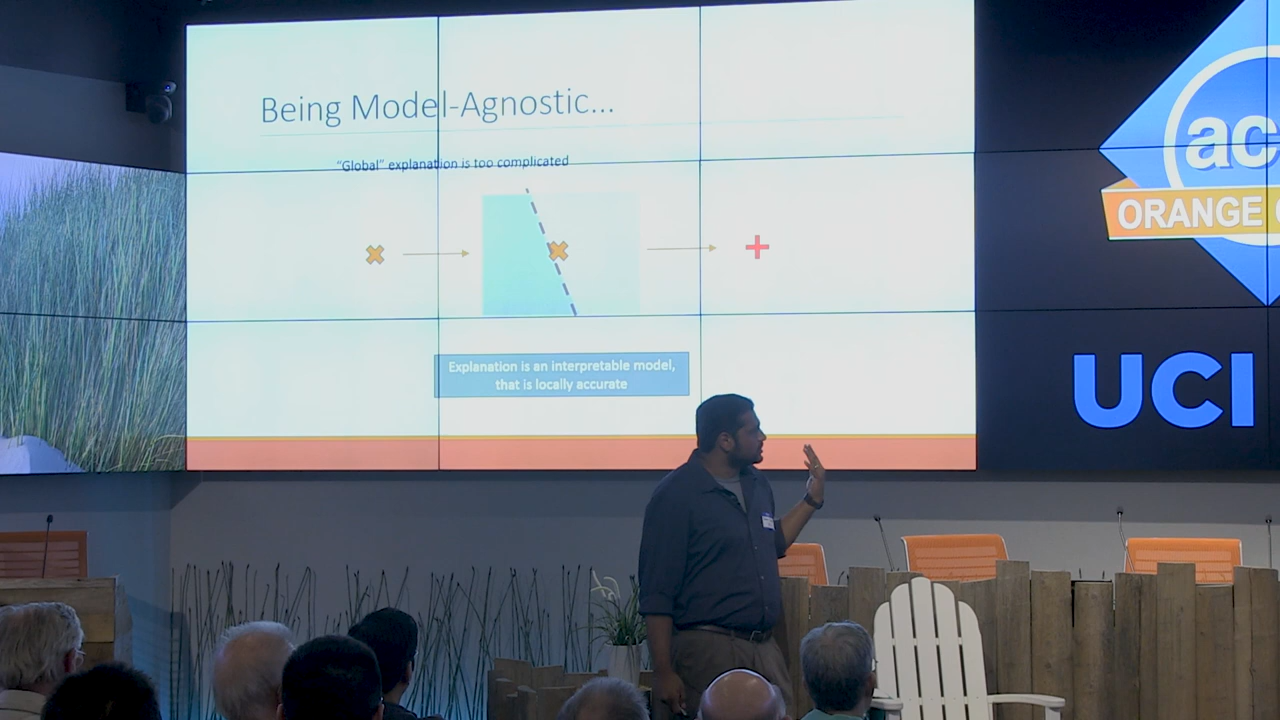 Being Model-Agnostic...
"Global" explanation is too complicated
Explanation is an interpretable model,
that is locally accurate
ac
ORANGE
UCI